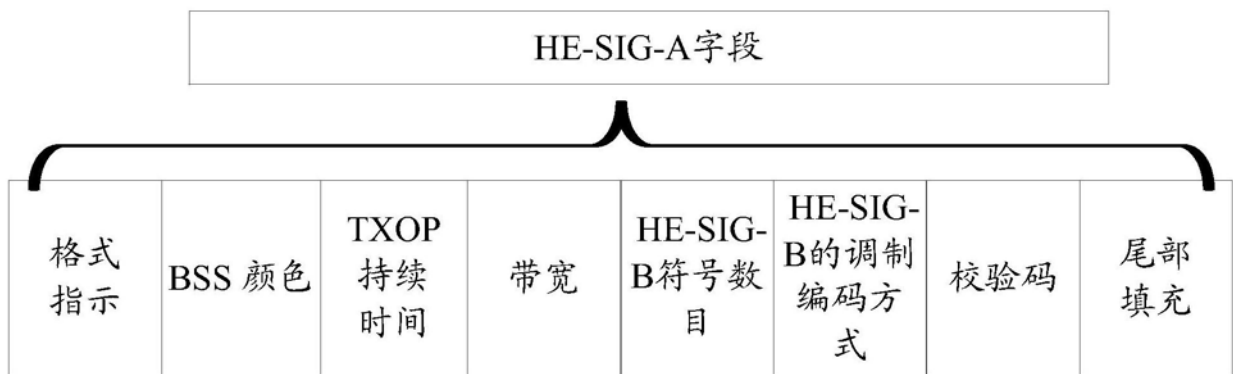 HE-SIG-A字段
格式
指示
BSS 颜色
TXOP
持续
时间
带宽
HE-SIG-
B符号数
目
HE-SIG-
B的调制
编码方
式
校验码
尾部
填充